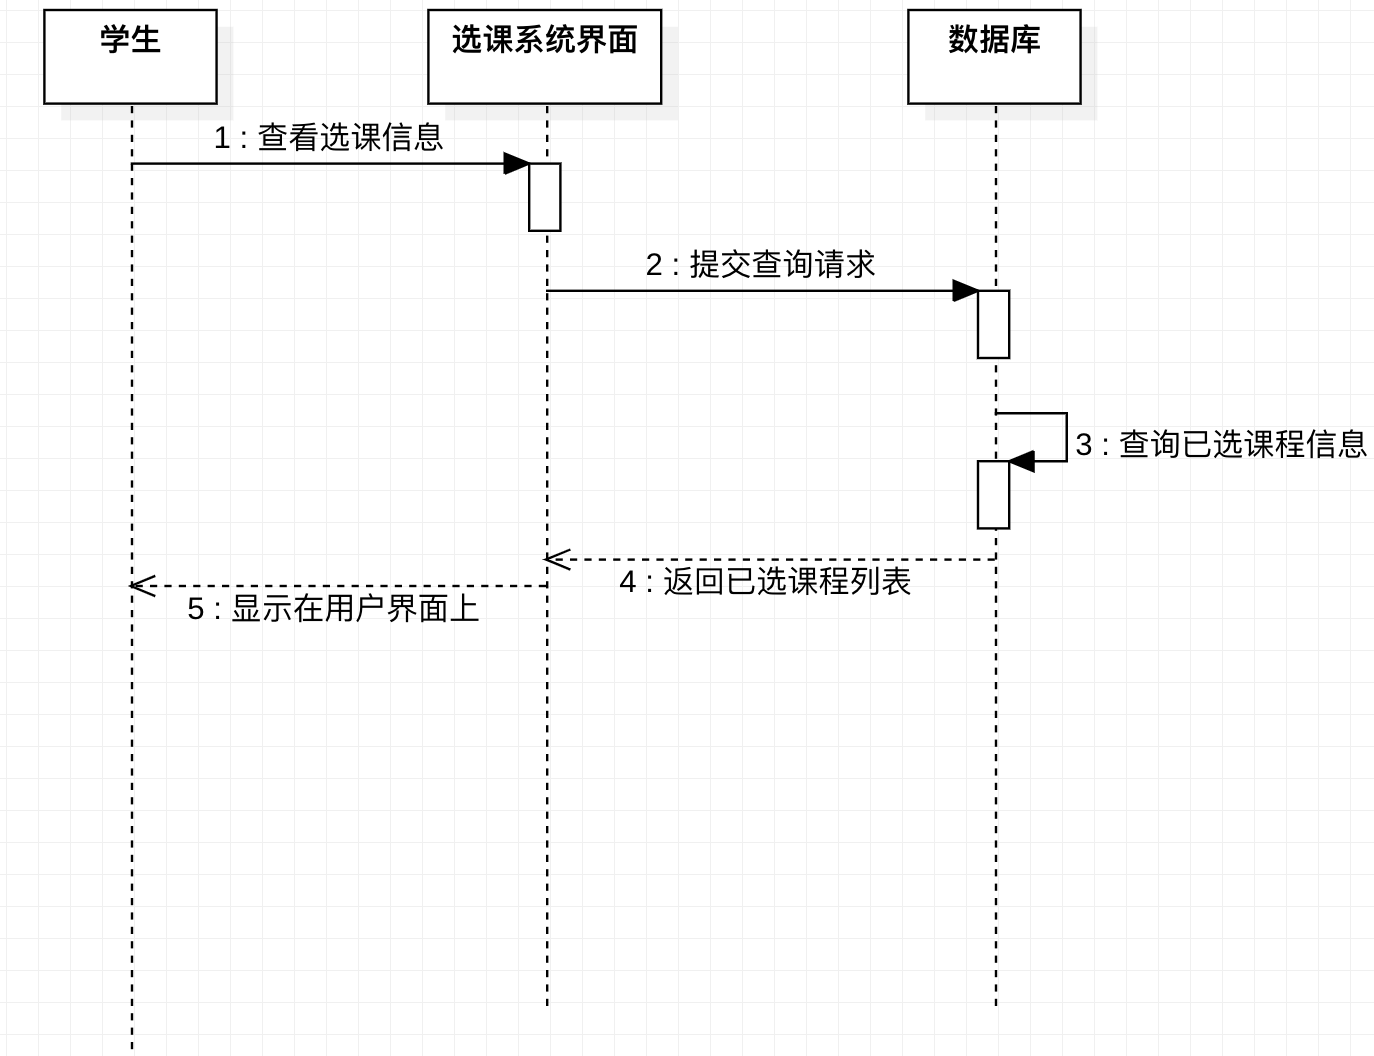 学生
选课系统界面
数据库
1 : 查看选课信息
2 : 提交查询请求
3 : 查询已选课程信息
4 : 返回已选课程列表
5 : 显示在用户界面上